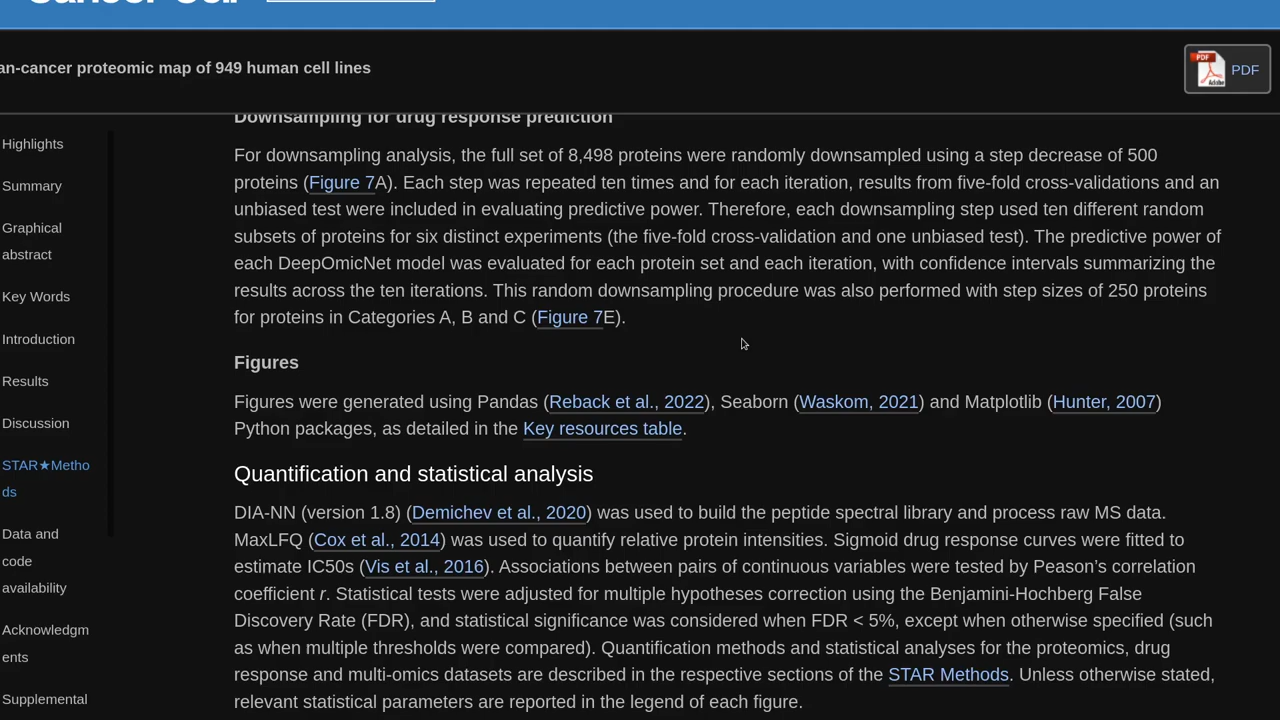 Cancer Cell
an-cancer proteomic map of 949 human cell lines
PDF
Adobe
PDF
Highlights
Summary
Graphical
abstract
Key Words
Introduction
Results
Discussion
STAR★Metho
ds
Data and
code
availability
Acknowledgm
ents
Supplemental
Downsampling for drug response prediction
For downsampling analysis, the full set of 8,498 proteins were randomly downsampled using a step decrease of 500
proteins (Figure 7A). Each step was repeated ten times and for each iteration, results from five-fold cross-validations and an
unbiased test were included in evaluating predictive power. Therefore, each downsampling step used ten different random
subsets of proteins for six distinct experiments (the five-fold cross-validation and one unbiased test). The predictive power of
each DeepOmicNet model was evaluated for each protein set and each iteration, with confidence intervals summarizing the
results across the ten iterations. This random downsampling procedure was also performed with step sizes of 250 proteins
for proteins in Categories A, B and C (Figure 7E).
Figures
Figures were generated using Pandas (Reback et al., 2022), Seaborn (Waskom, 2021) and Matplotlib (Hunter, 2007)
Python packages, as detailed in the Key resources table.
Quantification and statistical analysis
DIA-NN (version 1.8) (Demichev et al., 2020) was used to build the peptide spectral library and process raw MS data.
MaxLFQ (Cox et al., 2014) was used to quantify relative protein intensities. Sigmoid drug response curves were fitted to
estimate IC50s (Vis et al., 2016). Associations between pairs of continuous variables were tested by Peason’s correlation
coefficient r. Statistical tests were adjusted for multiple hypotheses correction using the Benjamini-Hochberg False
Discovery Rate (FDR), and statistical significance was considered when FDR < 5%, except when otherwise specified (such
as when multiple thresholds were compared). Quantification methods and statistical analyses for the proteomics, drug
response and multi-omics datasets are described in the respective sections of the STAR Methods. Unless otherwise stated,
relevant statistical parameters are reported in the legend of each figure.